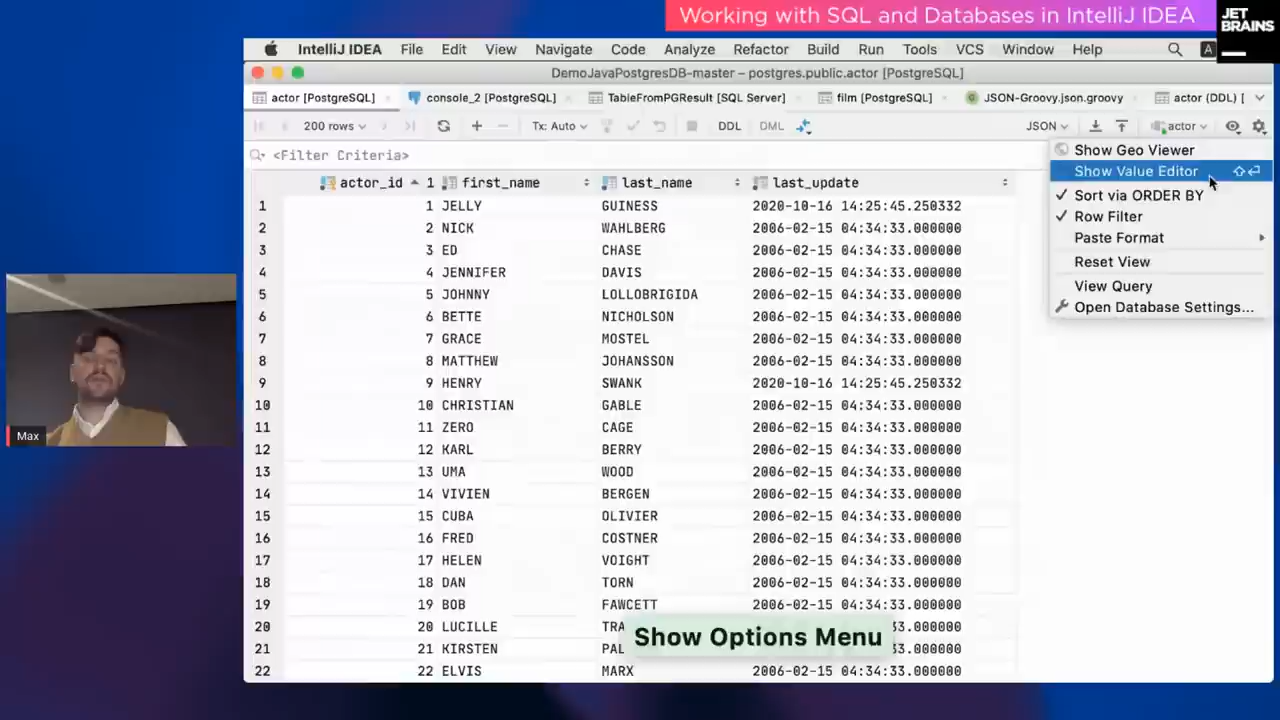 Working with SQL and Databases in IntelliJ IDEA
JET
BRAINS
IntelliJ IDEA File Edit View Navigate Code Analyze Refactor Build Run Tools VCS Window Help A
DemoJavaPostgresDB-master – postgres.public.actor [PostgreSQL]
actor [PostgreSQL] console_2 [PostgreSQL] TableFromPGResult [SQL Server] film [PostgreSQL] JSON-Groovy.json.groovy actor (DDL) [
200 rows Tx: Auto DDL DML JSON actor
<Filter Criteria>
actor_id 1 first_name last_name last_update
1 1 JELLY GUINESS 2020-10-16 14:25:45.250332
2 2 NICK WAHLBERG 2006-02-15 04:34:33.000000
3 3 ED CHASE 2006-02-15 04:34:33.000000
4 4 JENNIFER DAVIS 2006-02-15 04:34:33.000000
5 5 JOHNNY LOLLOBRIGIDA 2006-02-15 04:34:33.000000
6 6 BETTE NICHOLSON 2006-02-15 04:34:33.000000
7 7 GRACE MOSTEL 2006-02-15 04:34:33.000000
8 8 MATTHEW JOHANSSON 2006-02-15 04:34:33.000000
9 9 HENRY SWANK 2020-10-16 14:25:45.250332
10 10 CHRISTIAN GABLE 2006-02-15 04:34:33.000000
11 11 ZERO CAGE 2006-02-15 04:34:33.000000
12 12 KARL BERRY 2006-02-15 04:34:33.000000
13 13 UMA WOOD 2006-02-15 04:34:33.000000
14 14 VIVIEN BERGEN 2006-02-15 04:34:33.000000
15 15 CUBA OLIVIER 2006-02-15 04:34:33.000000
16 16 FRED COSTNER 2006-02-15 04:34:33.000000
17 17 HELEN VOIGHT 2006-02-15 04:34:33.000000
18 18 DAN TORN 2006-02-15 04:34:33.000000
19 19 BOB FAWCETT 2006-02-15 04:34:33.000000
20 20 LUCILLE TRA 2006-02-15 04:34:33.000000
21 21 KIRSTEN PAL 2006-02-15 04:34:33.000000
22 22 ELVIS MARX 2006-02-15 04:34:33.000000
Show Geo Viewer
Show Value Editor ⇧⏎
Sort via ORDER BY
Row Filter
Paste Format
Reset View
View Query
Open Database Settings...
Max
Show Options Menu